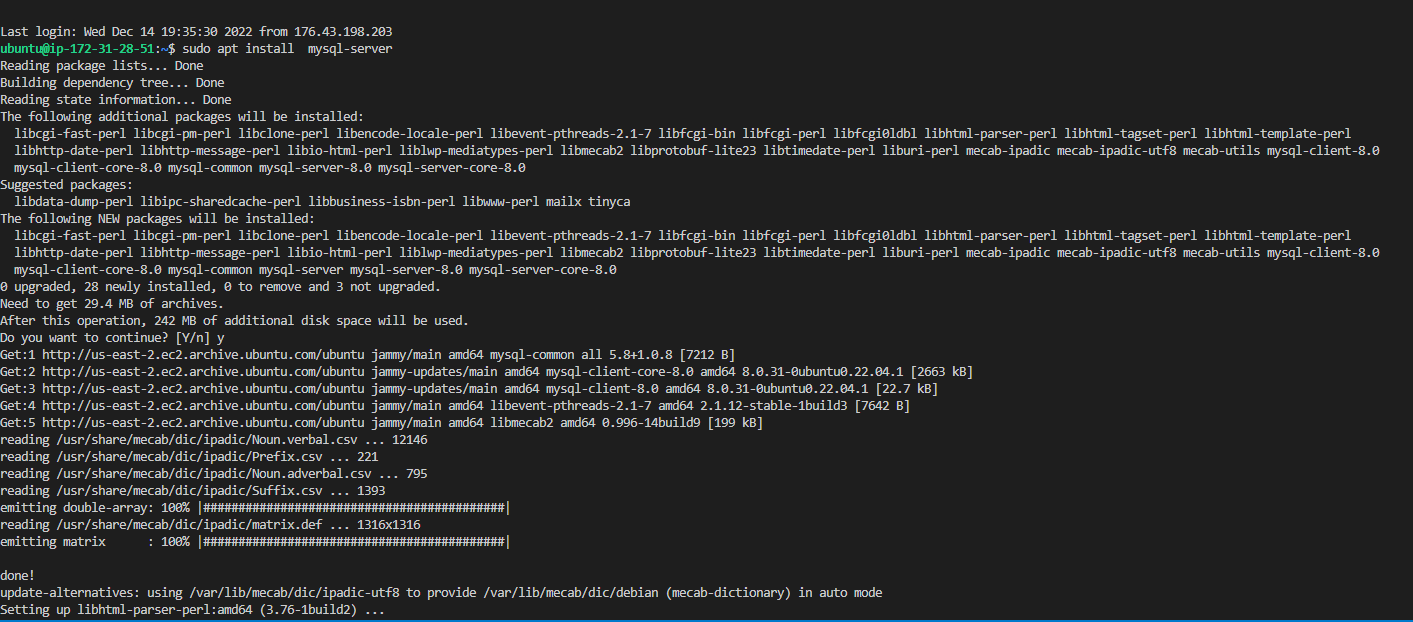 Last login: Wed Dec 14 19:35:30 2022 from 176.43.198.203
ubuntu@ip-172-31-28-51:~$ sudo apt install  mysql-server
Reading package lists... Done
Building dependency tree... Done
Reading state information... Done
The following additional packages will be installed:
  libcgi-fast-perl libcgi-pm-perl libclone-perl libencode-locale-perl libevent-pthreads-2.1-7 libfcgi-bin libfcgi-perl libfcgi0ldbl libhtml-parser-perl libhtml-tagset-perl libhtml-template-perl
  libhttp-date-perl libhttp-message-perl libio-html-perl liblwp-mediatypes-perl libmecab2 libprotobuf-lite23 libtimedate-perl liburi-perl mecab-ipadic mecab-ipadic-utf8 mecab-utils mysql-client-8.0
  mysql-client-core-8.0 mysql-common mysql-server-8.0 mysql-server-core-8.0
Suggested packages:
  libdata-dump-perl libipc-sharedcache-perl libbusiness-isbn-perl libwww-perl mailx tinyca
The following NEW packages will be installed:
  libcgi-fast-perl libcgi-pm-perl libclone-perl libencode-locale-perl libevent-pthreads-2.1-7 libfcgi-bin libfcgi-perl libfcgi0ldbl libhtml-parser-perl libhtml-tagset-perl libhtml-template-perl
  libhttp-date-perl libhttp-message-perl libio-html-perl liblwp-mediatypes-perl libmecab2 libprotobuf-lite23 libtimedate-perl liburi-perl mecab-ipadic mecab-ipadic-utf8 mecab-utils mysql-client-8.0
  mysql-client-core-8.0 mysql-common mysql-server mysql-server-8.0 mysql-server-core-8.0
0 upgraded, 28 newly installed, 0 to remove and 3 not upgraded.
Need to get 29.4 MB of archives.
After this operation, 242 MB of additional disk space will be used.
Do you want to continue? [Y/n] y
Get:1 http://us-east-2.ec2.archive.ubuntu.com/ubuntu jammy/main amd64 mysql-common all 5.8+1.0.8 [7212 B]
Get:2 http://us-east-2.ec2.archive.ubuntu.com/ubuntu jammy-updates/main amd64 mysql-client-core-8.0 amd64 8.0.31-0ubuntu0.22.04.1 [2663 kB]
Get:3 http://us-east-2.ec2.archive.ubuntu.com/ubuntu jammy-updates/main amd64 mysql-client-8.0 amd64 8.0.31-0ubuntu0.22.04.1 [22.7 kB]
Get:4 http://us-east-2.ec2.archive.ubuntu.com/ubuntu jammy/main amd64 libevent-pthreads-2.1-7 amd64 2.1.12-stable-1build3 [7642 B]
Get:5 http://us-east-2.ec2.archive.ubuntu.com/ubuntu jammy/main amd64 libmecab2 amd64 0.996-14build9 [199 kB]
reading /usr/share/mecab/dic/ipadic/Noun.verbal.csv ... 12146
reading /usr/share/mecab/dic/ipadic/Prefix.csv ... 221
reading /usr/share/mecab/dic/ipadic/Noun.adverbal.csv ... 795
reading /usr/share/mecab/dic/ipadic/Suffix.csv ... 1393
emitting double-array: 100% |###########################################|
reading /usr/share/mecab/dic/ipadic/matrix.def ... 1316x1316
emitting matrix      : 100% |###########################################|
done!
update-alternatives: using /var/lib/mecab/dic/ipadic-utf8 to provide /var/lib/mecab/dic/debian (mecab-dictionary) in auto mode
Setting up libhtml-parser-perl:amd64 (3.76-1build2) ...